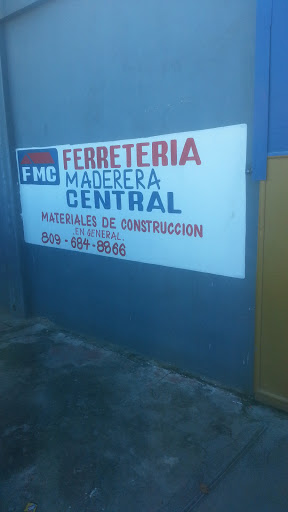 FMC
FERRETERIA
MADERERA
CENTRAL
MATERIALES DE CONSTRUCCION
EN GENERAL.
809-684-8866